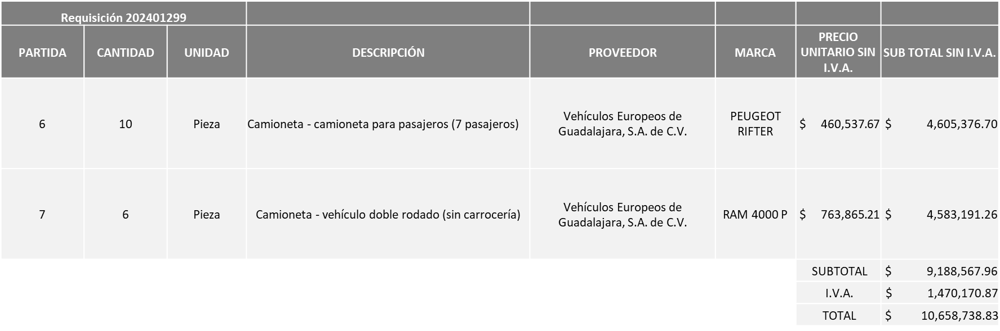 Requisición 202401299
PARTIDA CANTIDAD UNIDAD DESCRIPCIÓN PROVEEDOR MARCA PRECIO UNITARIO SIN I.V.A. SUB TOTAL SIN I.V.A.
6 10 Pieza Camioneta - camioneta para pasajeros (7 pasajeros) Vehículos Europeos de Guadalajara, S.A. de C.V. PEUGEOT RIFTER $ 460,537.67 $ 4,605,376.70
7 6 Pieza Camioneta - vehículo doble rodado (sin carrocería) Vehículos Europeos de Guadalajara, S.A. de C.V. RAM 4000 P $ 763,865.21 $ 4,583,191.26
SUBTOTAL $ 9,188,567.96
I.V.A. $ 1,470,170.87
TOTAL $ 10,658,738.83